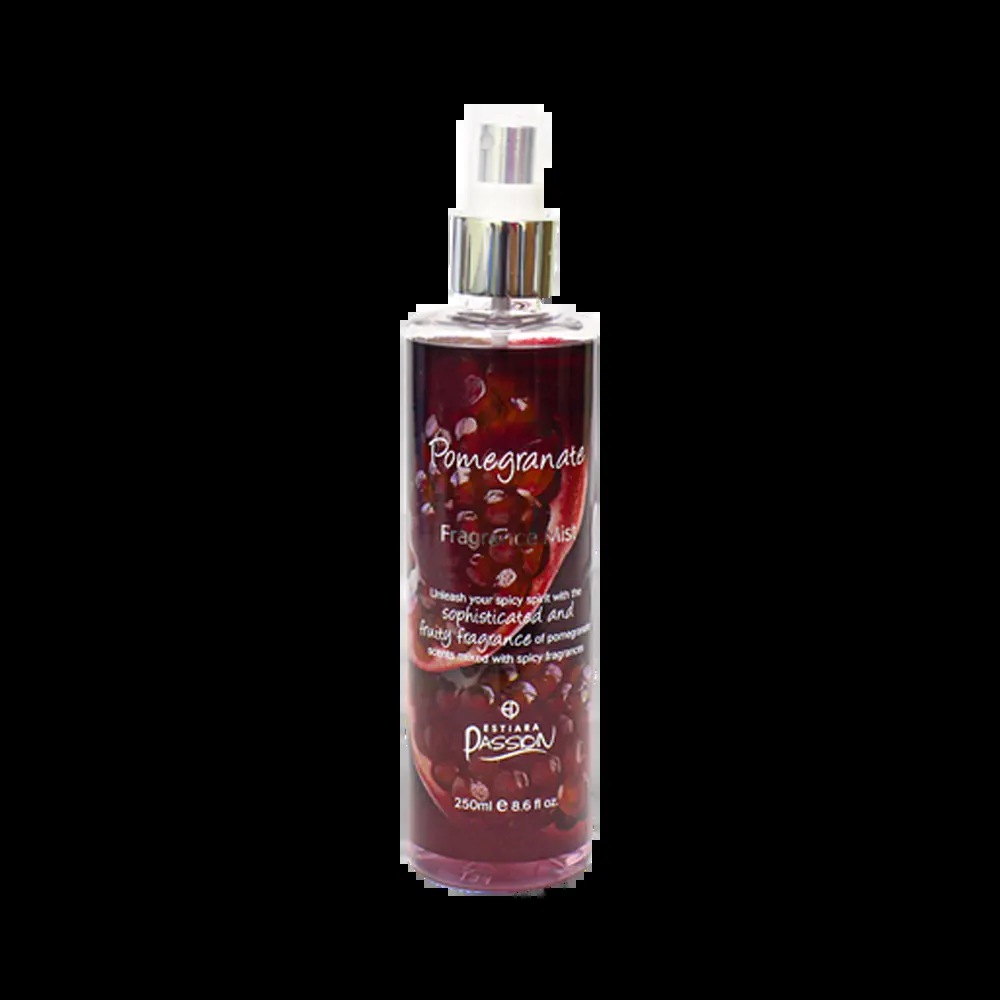 Pomegranate
Fragrance Mist
Unleash your spicy spirit with the
sophisticated and
fruity fragrance of pomegranate
scents mixed with spicy fragrances
ESTIARA
PASSION
250ml e 8.6 fl oz.